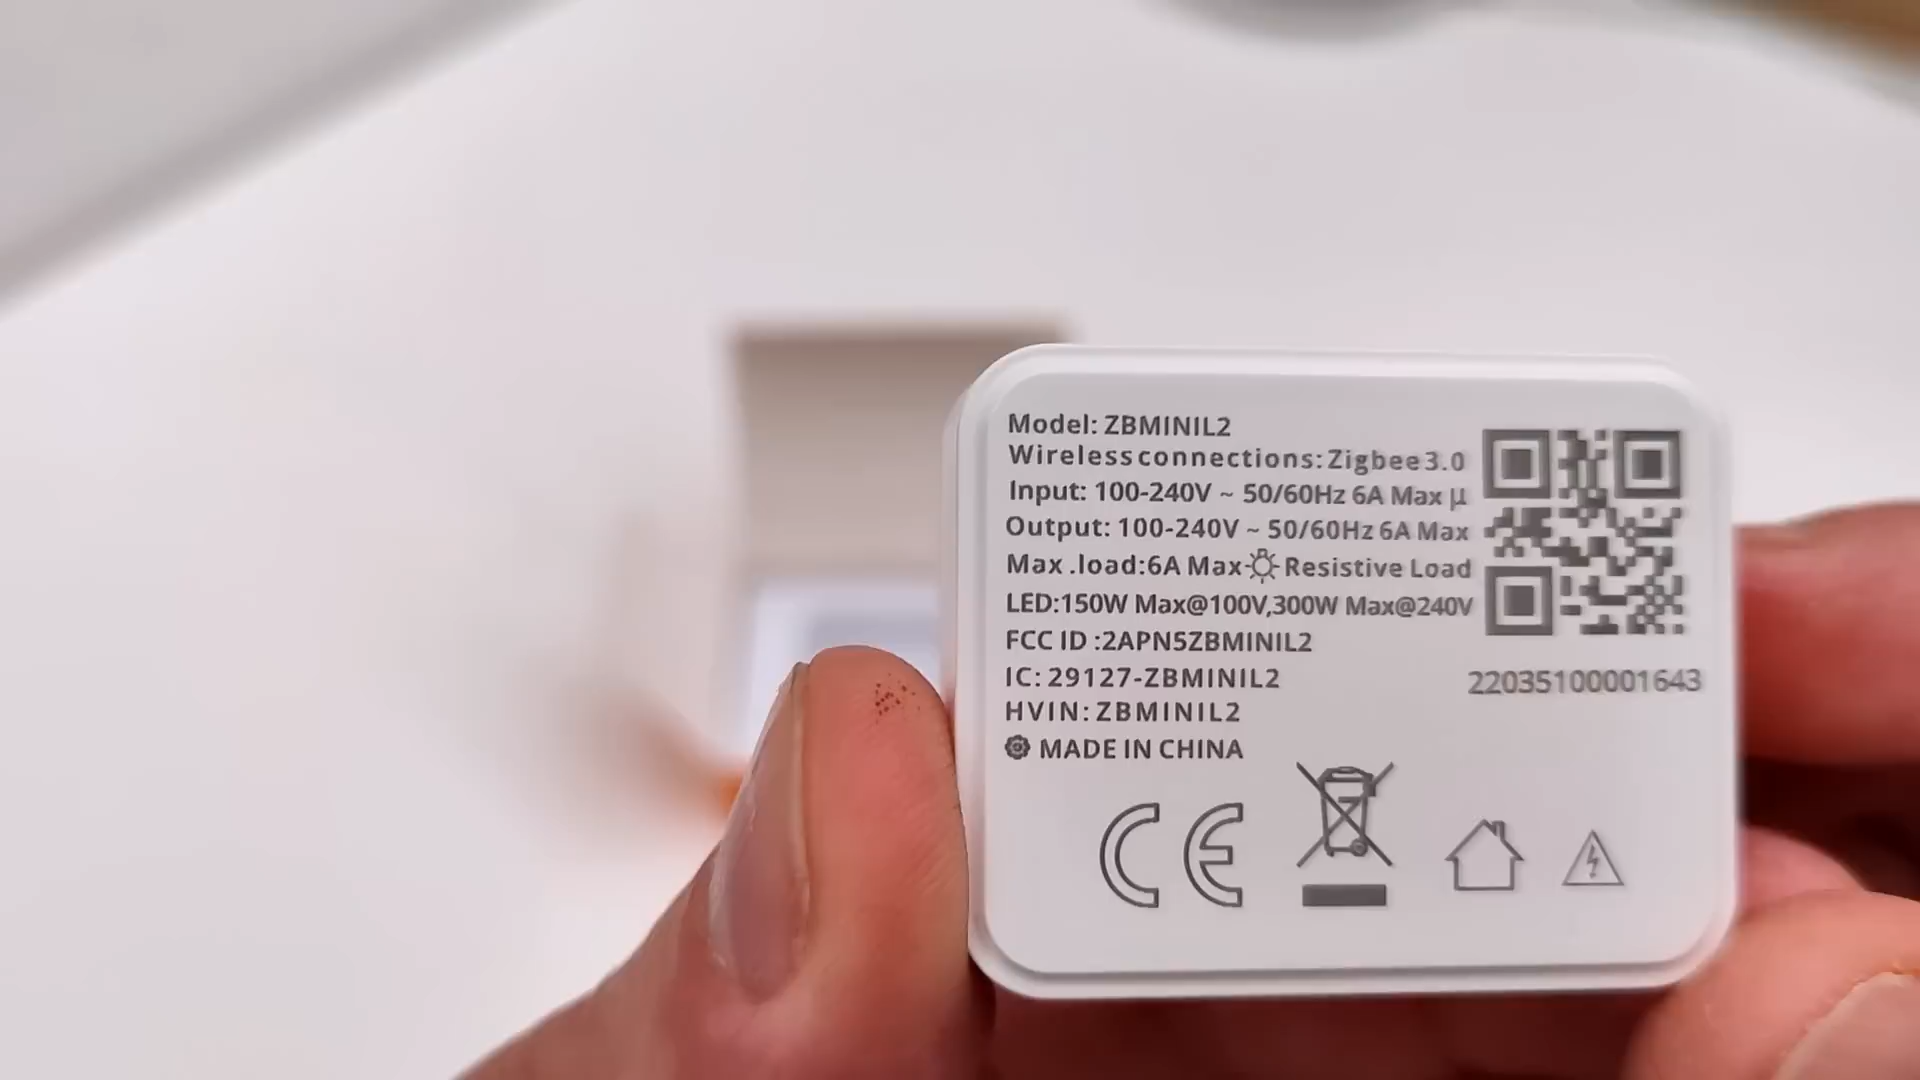 Model: ZBMINIL2
Wireless connections: Zigbee 3.0
Input: 100-240V ~ 50/60Hz 6A Max µ
Output: 100-240V ~ 50/60Hz 6A Max
Max .load:6A Max Resistive Load
LED:150W Max@100V,300W Max@240V
FCC ID :2APN5ZBMINIL2
IC: 29127-ZBMINIL2
HVIN: ZBMINIL2
MADE IN CHINA
22035100001643
CE